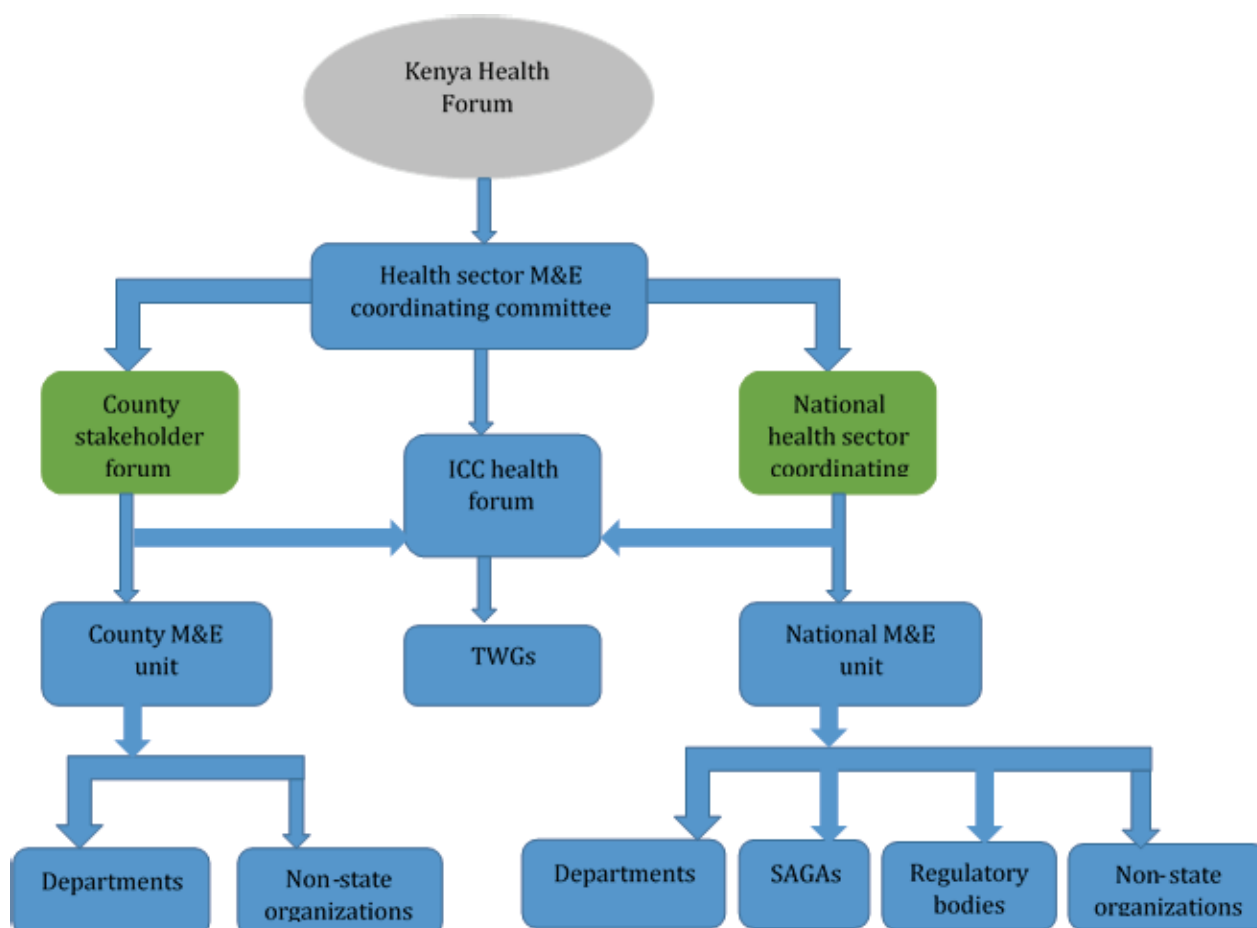 Kenya Health
Forum
Health sector M&E
coordinating committee
County
stakeholder
forum
ICC health
forum
National
health sector
coordinating
County M&E
unit
TWGs
National M&E
unit
Departments
Non-state
organizations
Departments
SAGAs
Regulatory
bodies
Non-state
organizations